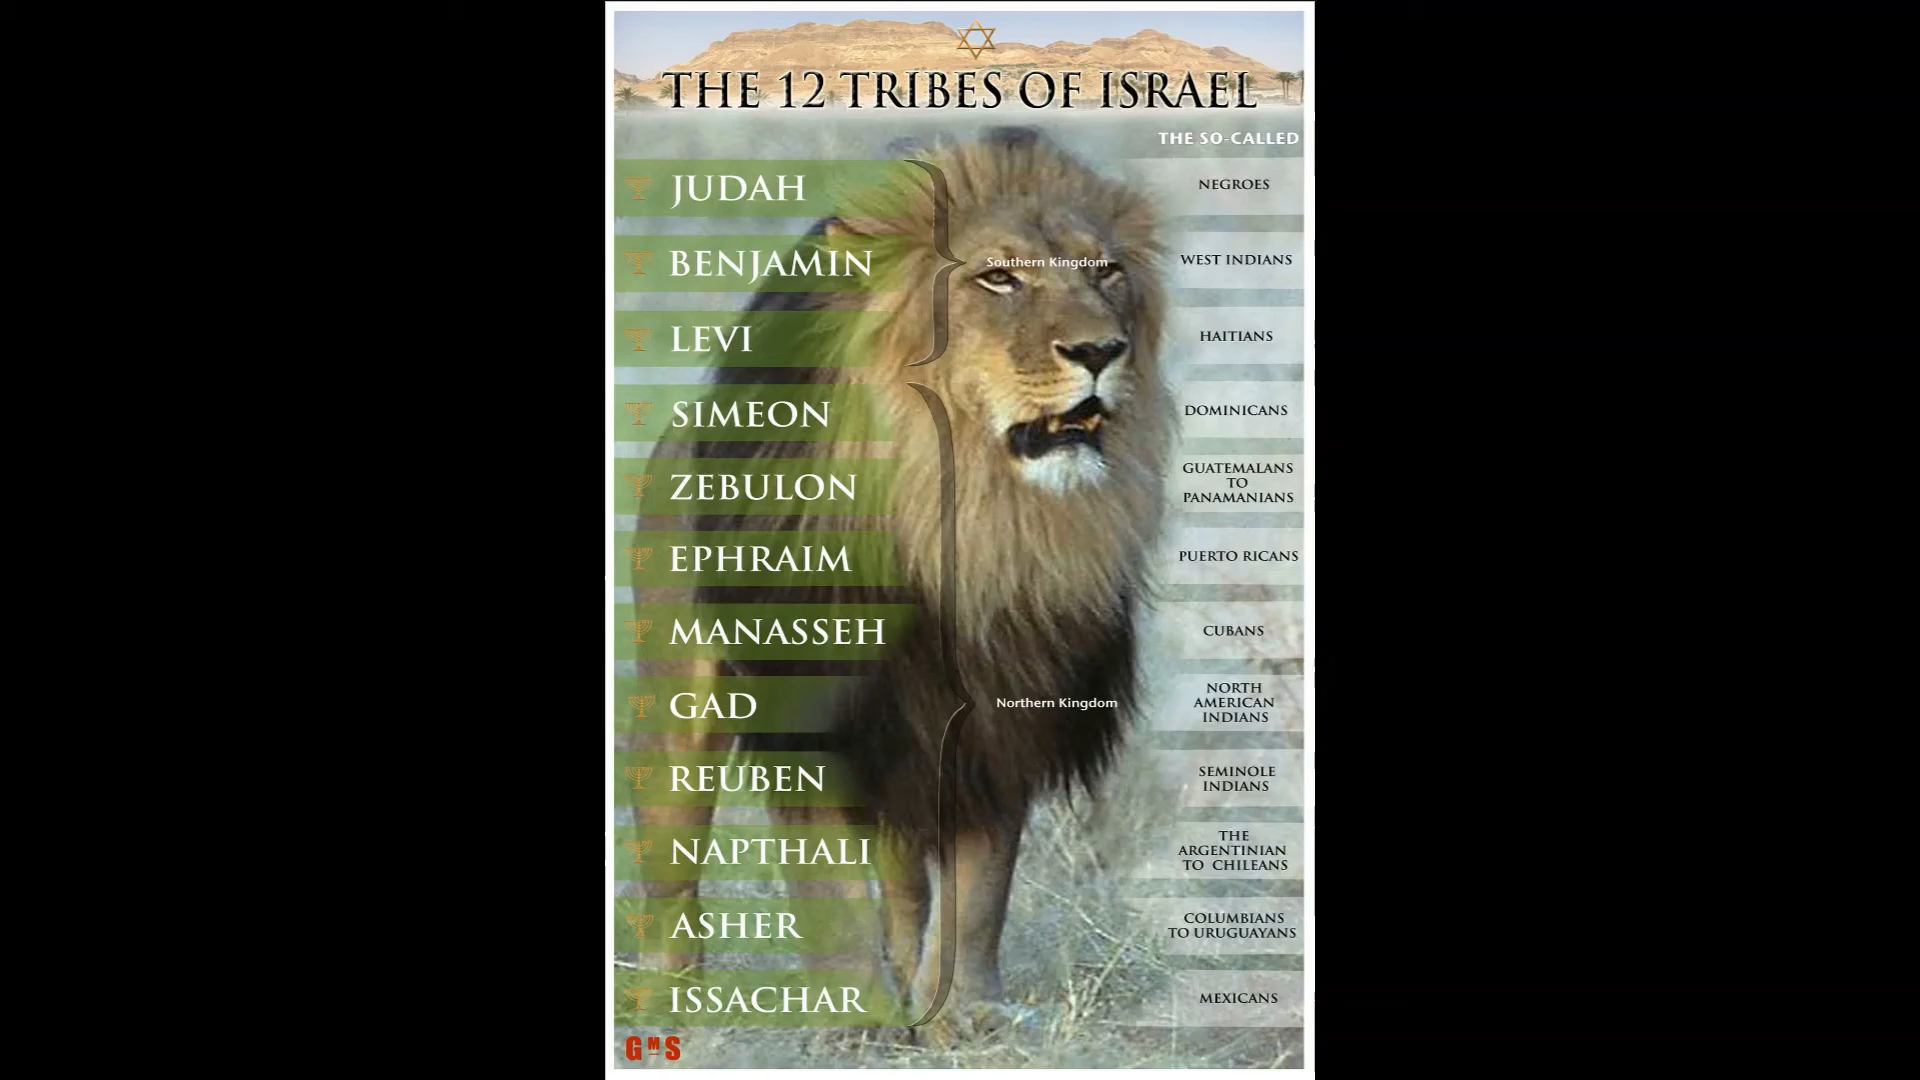 THE 12 TRIBES OF ISRAEL
THE SO-CALLED
JUDAH
NEGROES
BENJAMIN
Southern Kingdom
WEST INDIANS
LEVI
HAITIANS
SIMEON
DOMINICANS
ZEBULON
GUATEMALANS
TO
PANAMANIANS
EPHRAIM
PUERTO RICANS
MANASSEH
CUBANS
GAD
Northern Kingdom
NORTH
AMERICAN
INDIANS
REUBEN
SEMINOLE
INDIANS
NAPTHALI
THE
ARGENTINIAN
TO CHILEANS
ASHER
COLUMBIANS
TO URUGUAYANS
ISSACHAR
MEXICANS
GMS